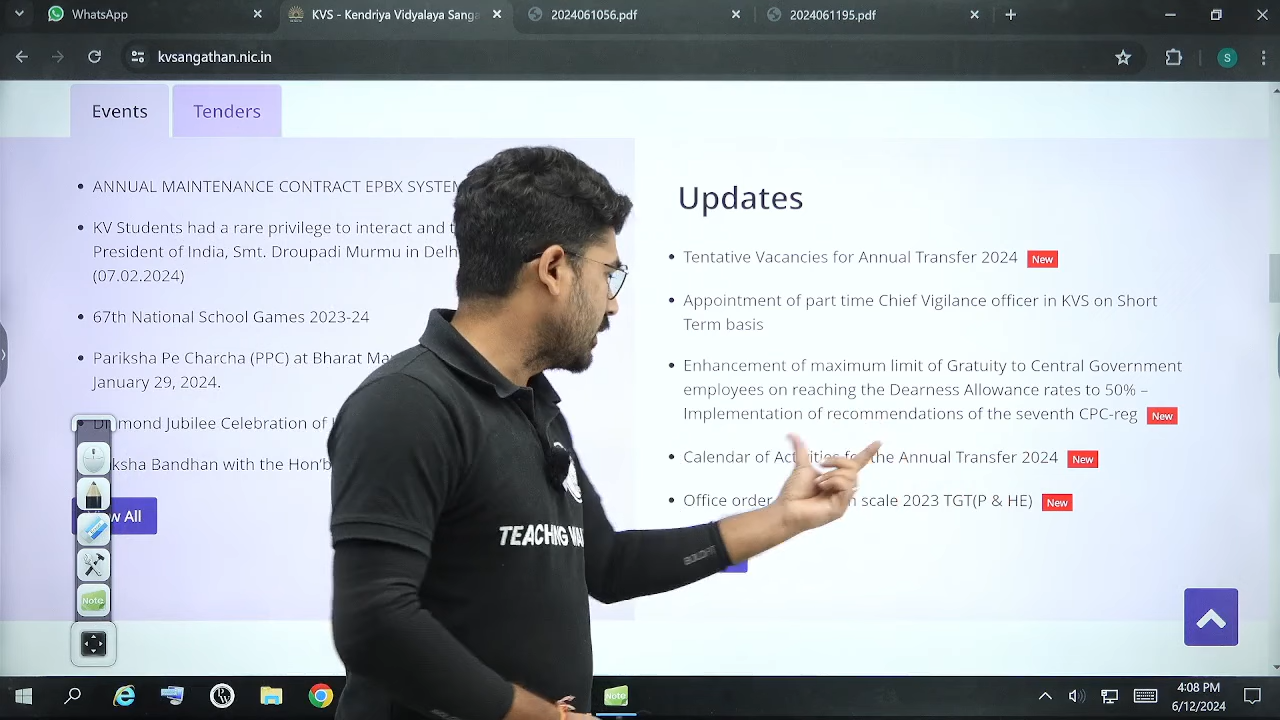 WhatsApp
KVS - Kendriya Vidyalaya Sanga
2024061056.pdf
2024061195.pdf
kvsangathan.nic.in
S
Events
Tenders
• ANNUAL MAINTENANCE CONTRACT EPBX SYSTEM
• KV Students had a rare privilege to interact and
President of India, Smt. Droupadi Murmu in Delh
(07.02.2024)
• 67th National School Games 2023-24
• Pariksha Pe Charcha (PPC) at Bharat
January 29, 2024.
Jubilee Celebration of
Bandhan with the Hon'b
All
Note
Updates
• Tentative Vacancies for Annual Transfer 2024 New
• Appointment of part time Chief Vigilance officer in KVS on Short
Term basis
• Enhancement of maximum limit of Gratuity to Central Government
employees on reaching the Dearness Allowance rates to 50% –
Implementation of recommendations of the seventh CPC-reg New
• Calendar of Activities for the Annual Transfer 2024 New
• Office order scale 2023 TGT(P & HE) New
TEACHING
BOLDFIT
Note
4:08 PM
6/12/2024